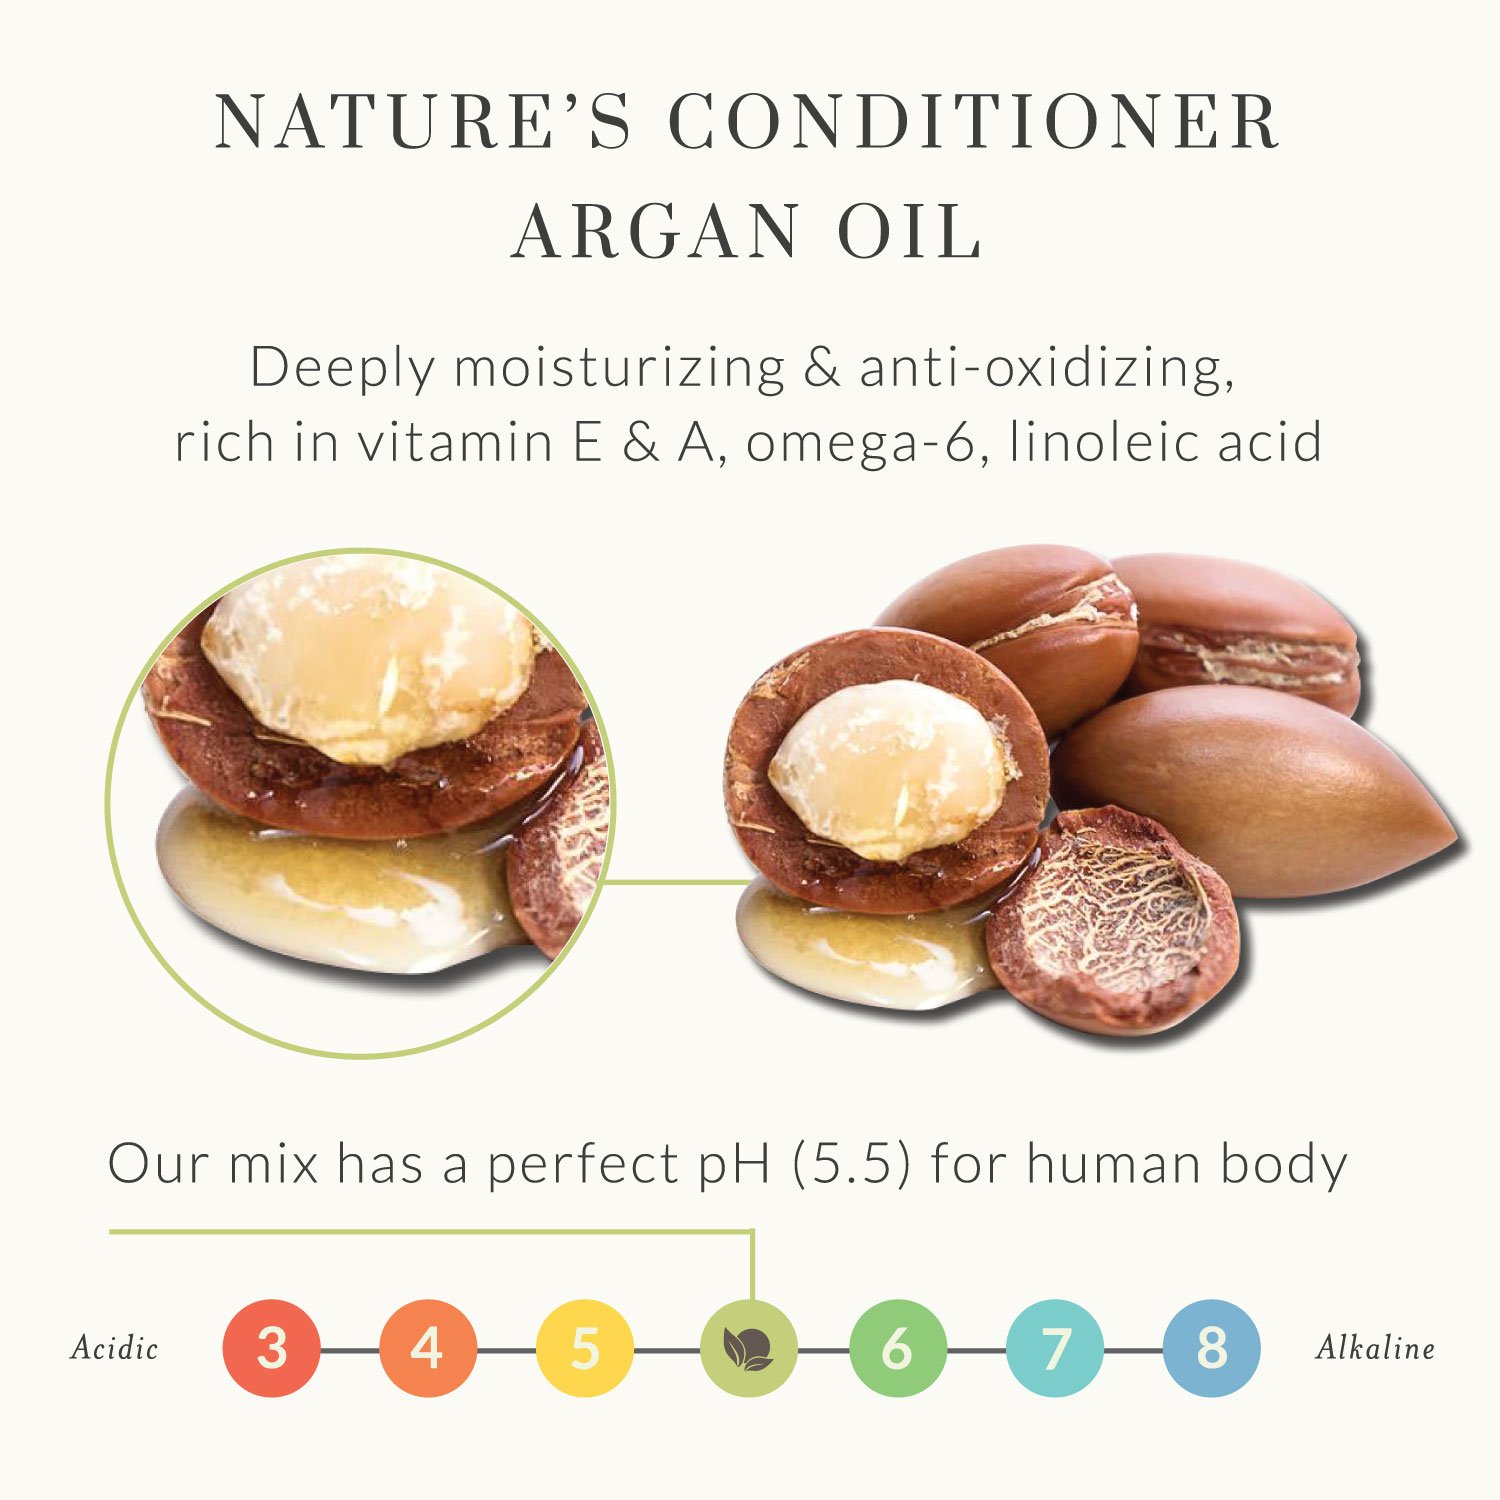 NATURE’S CONDITIONER
ARGAN OIL
Deeply moisturizing & anti-oxidizing,
rich in vitamin E & A, omega-6, linoleic acid
Our mix has a perfect pH (5.5) for human body
Acidic 3 4 5 6 7 8 Alkaline